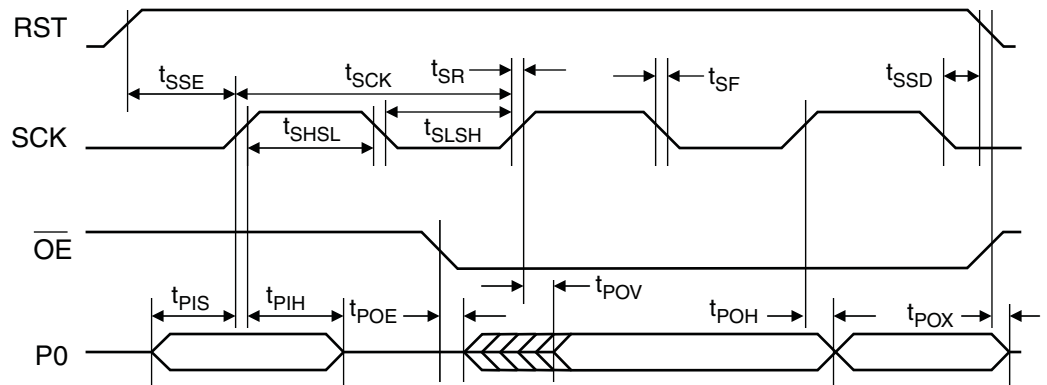 RST
tSSE tSCK tSR tSF tSSD
SCK
tSHSL tSLSH
OE
tPIS tPIH tPOE tPOV tPOH tPOX
P0